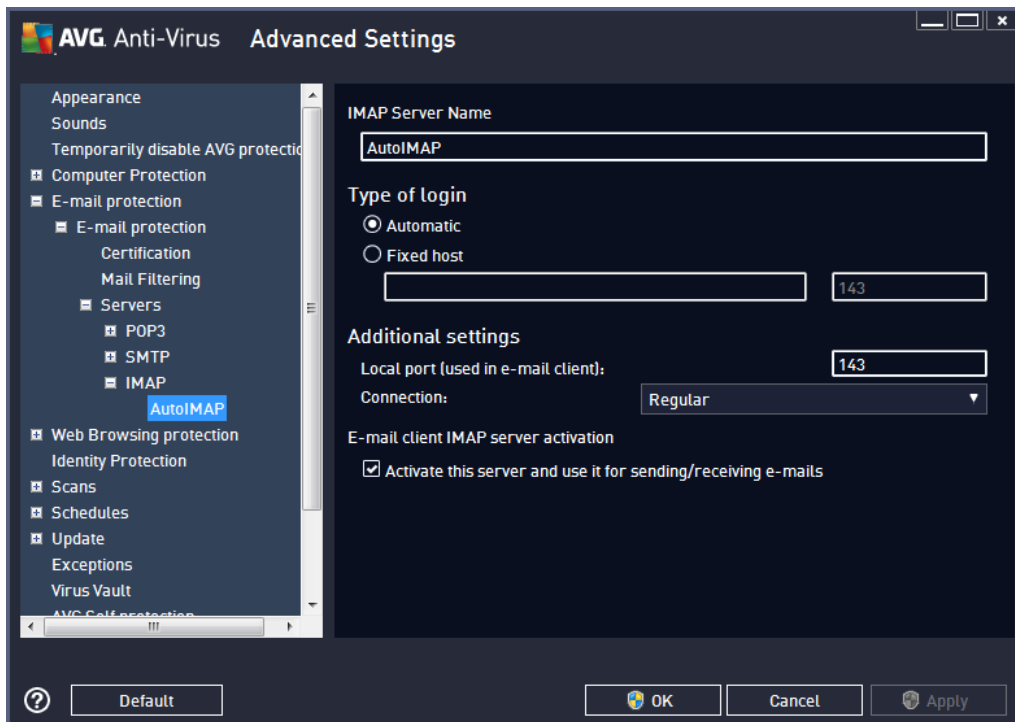 AVG Anti-Virus Advanced Settings
Appearance
Sounds
Temporarily disable AVG protectio
Computer Protection
E-mail protection
E-mail protection
Certification
Mail Filtering
Servers
POP3
SMTP
IMAP
AutoIMAP
Web Browsing protection
Identity Protection
Scans
Schedules
Update
Exceptions
Virus Vault
AVG Self protection
IMAP Server Name
AutoIMAP
Type of login
Automatic
Fixed host
143
Additional settings
Local port (used in e-mail client):
143
Connection:
Regular
E-mail client IMAP server activation
Activate this server and use it for sending/receiving e-mails
Default
OK
Cancel
Apply